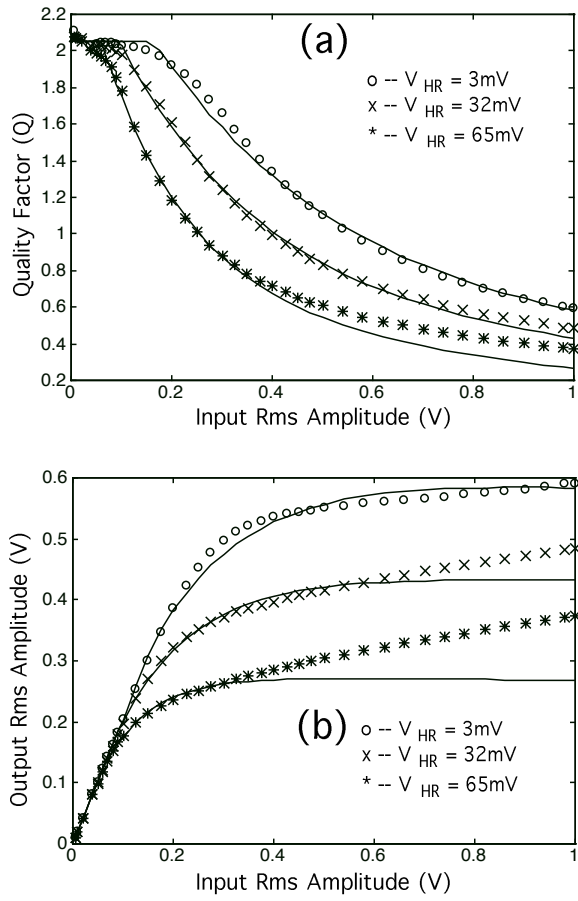 2.2
2
1.8
1.6
1.4
1.2
1
0.8
0.6
0.4
0.2
Quality Factor (Q)
(a)
o -- V HR = 3mV
x -- V HR = 32mV
* -- V HR = 65mV
0 0.2 0.4 0.6 0.8 1
Input Rms Amplitude (V)
0.6
0.5
0.4
0.3
0.2
0.1
0
Output Rms Amplitude (V)
(b)
o -- V HR = 3mV
x -- V HR = 32mV
* -- V HR = 65mV
0 0.2 0.4 0.6 0.8 1
Input Rms Amplitude (V)